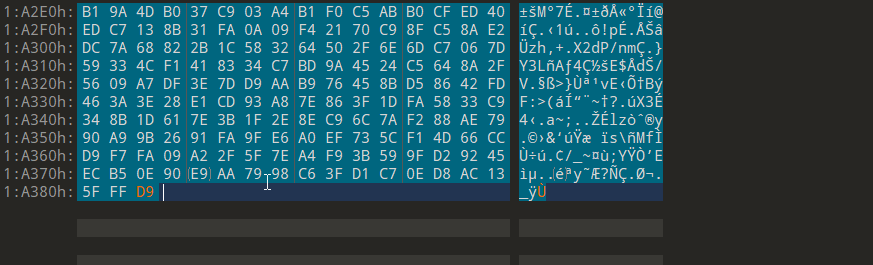 1:A2E0h: B1 9A 4D B0 37 C9 03 A4 B1 F0 C5 AB B0 CF ED 40 ±šM°7É.¤±ðÅ«°Ïí@
1:A2F0h: ED C7 13 8B 31 FA 0A 09 F4 21 70 C9 8F C5 8A E2 íÇ.‹1ú..ô!pÉ.ÅŠâ
1:A300h: DC 7A 68 82 2B 1C 58 32 64 50 2F 6E 6D C7 06 7D Üzh‚+.X2dP/nmÇ.}
1:A310h: 59 33 4C F1 41 83 34 C7 BD 9A 45 24 C5 64 8A 2F Y3LñAƒ4Ç½šE$ÅdŠ/
1:A320h: 56 09 A7 DF 3E 7D D9 AA B9 76 45 8B D5 86 42 FD V.§ß>}Ùª¹vE‹Õ†Bý
1:A330h: 46 3A 3E 28 E1 CD 93 A8 7E 86 3F 1D FA 58 33 C9 F:>(áÍ“¨~†?.úX3É
1:A340h: 34 8B 1D 61 7E 3B 1F 2E 8E C9 6C 7A F2 88 AE 79 4‹.a~;..ŽÉlzòˆ®y
1:A350h: 90 A9 9B 26 91 FA 9F E6 A0 EF 73 5C F1 4D 66 CC .©›&‘úŸæ ïs\ñMfÌ
1:A360h: D9 F7 FA 09 A2 2F 5F 7E A4 F9 3B 59 9F D2 92 45 Ù÷ú.¢/_~¤ù;YŸÒ’E
1:A370h: EC B5 0E 90 (E9) AA 79 98 C6 3F D1 C7 0E D8 AC 13 ìµ..(é)ªy˜Æ?ÑÇ.Ø¬.
1:A380h: 5F FF D9 _ÿÙ